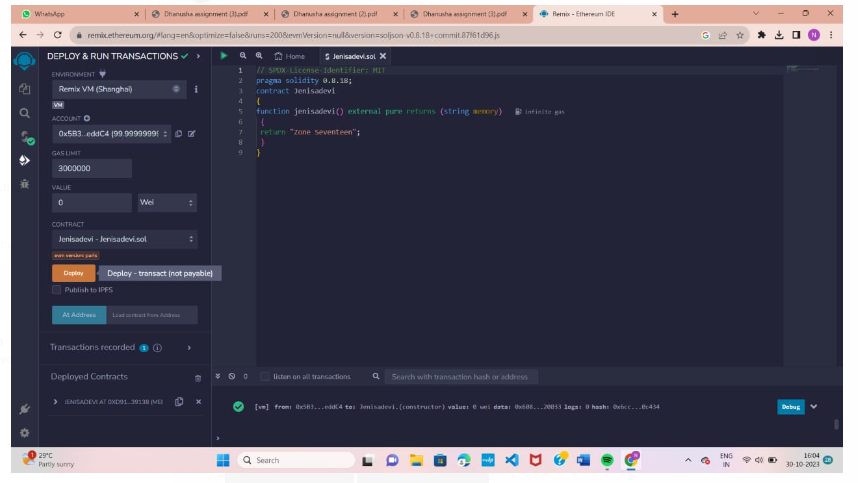 WhatsApp
Dhanusha assignment (3).pdf
Dhanusha assignment (2).pdf
Dhanusha assignment (3).pdf
Remix - Ethereum IDE
remix.ethereum.org/#lang=en&optimize=false&runs=200&evmVersion=null&version=soljson-v0.8.18+commit.87f61d96.js
DEPLOY & RUN TRANSACTIONS
ENVIRONMENT
Remix VM (Shanghai)
VM
ACCOUNT
0x5B3...eddC4 (99.99999999
GAS LIMIT
3000000
VALUE
0 Wei
CONTRACT
Jenisadevi - Jenisadevi.sol
evm version: paris
Deploy
Deploy - transact (not payable)
Publish to IPFS
At Address Load contract from Address
Transactions recorded 1
Deployed Contracts
JENISADEVI AT 0XD91...39138 (MEI
Home
Jenisadevi.sol
1 // SPDX-License-Identifier: MIT
2 pragma solidity 0.8.18;
3 contract Jenisadevi
4 {
5 function jenisadevi() external pure returns (string memory) infinite gas
6 {
7 return "Zone Seventeen";
8 }
9 }
0 listen on all transactions Search with transaction hash or address
[vm] from: 0x5B3...eddC4 to: Jenisadevi.(constructor) value: 0 wei data: 0x608...20033 logs: 0 hash: 0x6cc...0c434
Debug
>
29°C
Partly sunny
Search
ENG
IN
16:04
30-10-2023